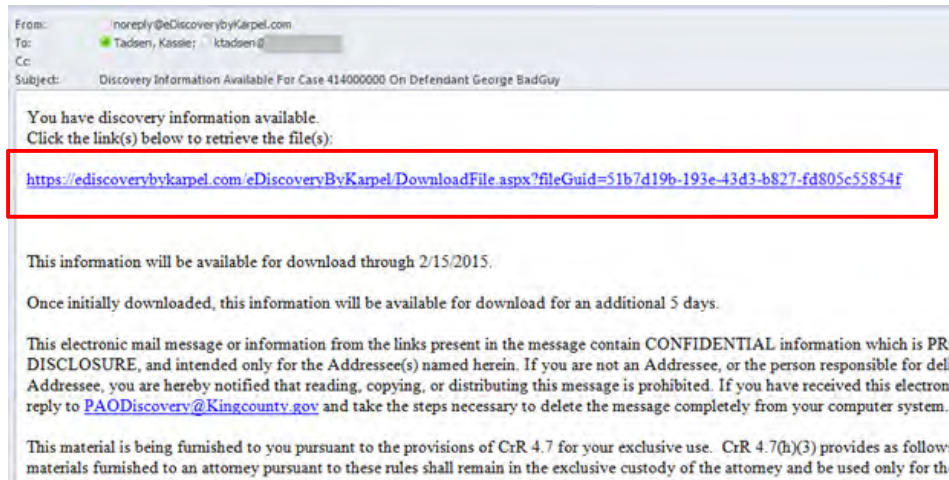 From: noreply@eDiscoverybyKarpel.com
To: Tadsen, Kassie; ktadsen@
Cc:
Subject: Discovery Information Available For Case 414000000 On Defendant George BadGuy
You have discovery information available.
Click the link(s) below to retrieve the file(s):
https://ediscoverybykarpel.com/eDiscoveryByKarpel/DownloadFile.aspx?fileGuid=51b7d19b-193e-43d3-b827-fd805c55854f
This information will be available for download through 2/15/2015.
Once initially downloaded, this information will be available for download for an additional 5 days.
This electronic mail message or information from the links present in the message contain CONFIDENTIAL information which is PR
DISCLOSURE, and intended only for the Addressee(s) named herein. If you are not an Addressee, or the person responsible for del
Addressee, you are hereby notified that reading, copying, or distributing this message is prohibited. If you have received this electron
reply to PAODiscovery@Kingcounty.gov and take the steps necessary to delete the message completely from your computer system.
This material is being furnished to you pursuant to the provisions of CrR 4.7 for your exclusive use. CrR 4.7(h)(3) provides as follow
materials furnished to an attorney pursuant to these rules shall remain in the exclusive custody of the attorney and be used only for th